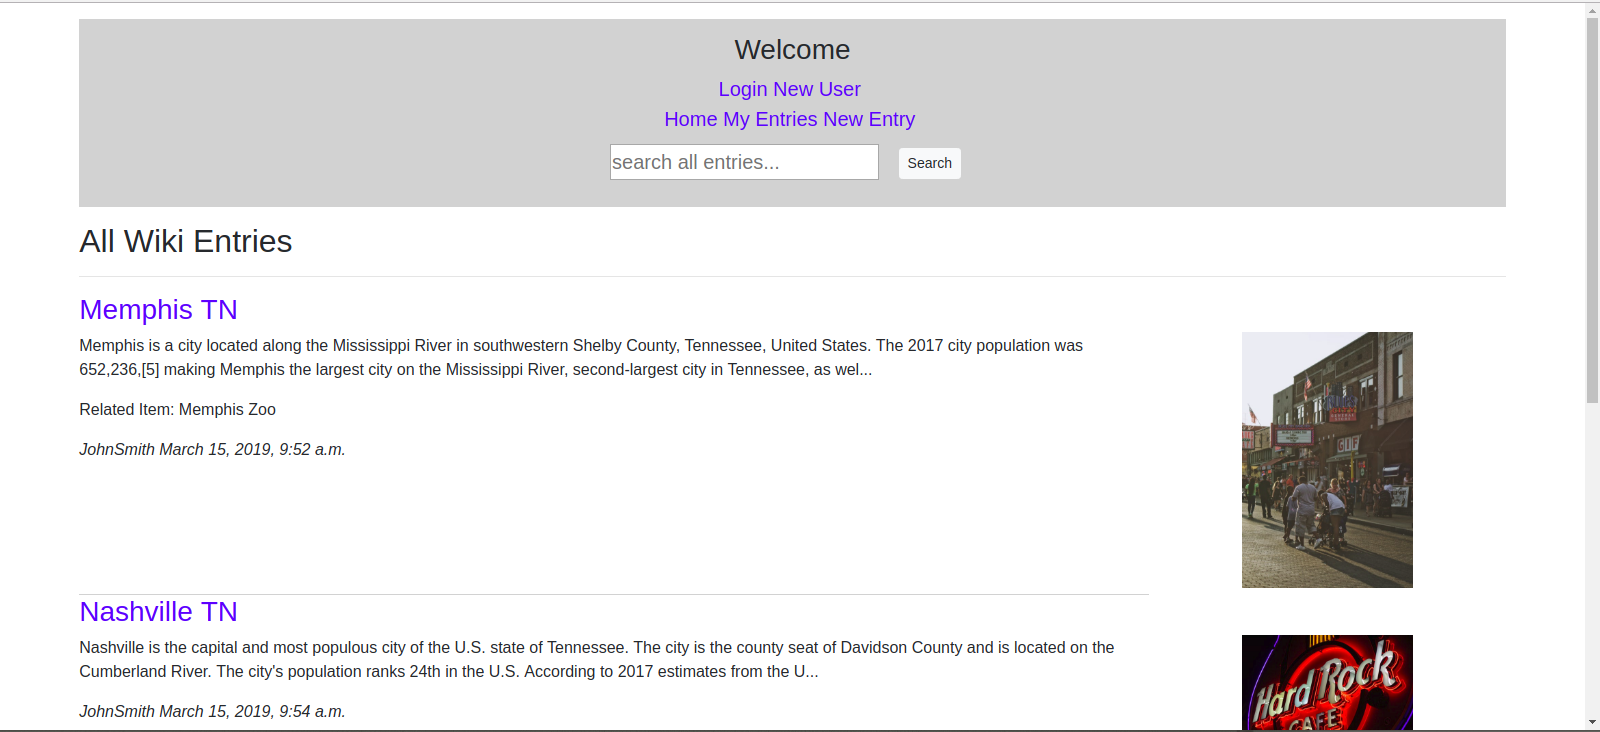 Welcome
Login New User
Home My Entries New Entry
search all entries... Search
All Wiki Entries
Memphis TN
Memphis is a city located along the Mississippi River in southwestern Shelby County, Tennessee, United States. The 2017 city population was
652,236,[5] making Memphis the largest city on the Mississippi River, second-largest city in Tennessee, as wel...
Related Item: Memphis Zoo
JohnSmith March 15, 2019, 9:52 a.m.
Nashville TN
Nashville is the capital and most populous city of the U.S. state of Tennessee. The city is the county seat of Davidson County and is located on the
Cumberland River. The city's population ranks 24th in the U.S. According to 2017 estimates from the U...
JohnSmith March 15, 2019, 9:54 a.m.
Hard Rock
CAFE